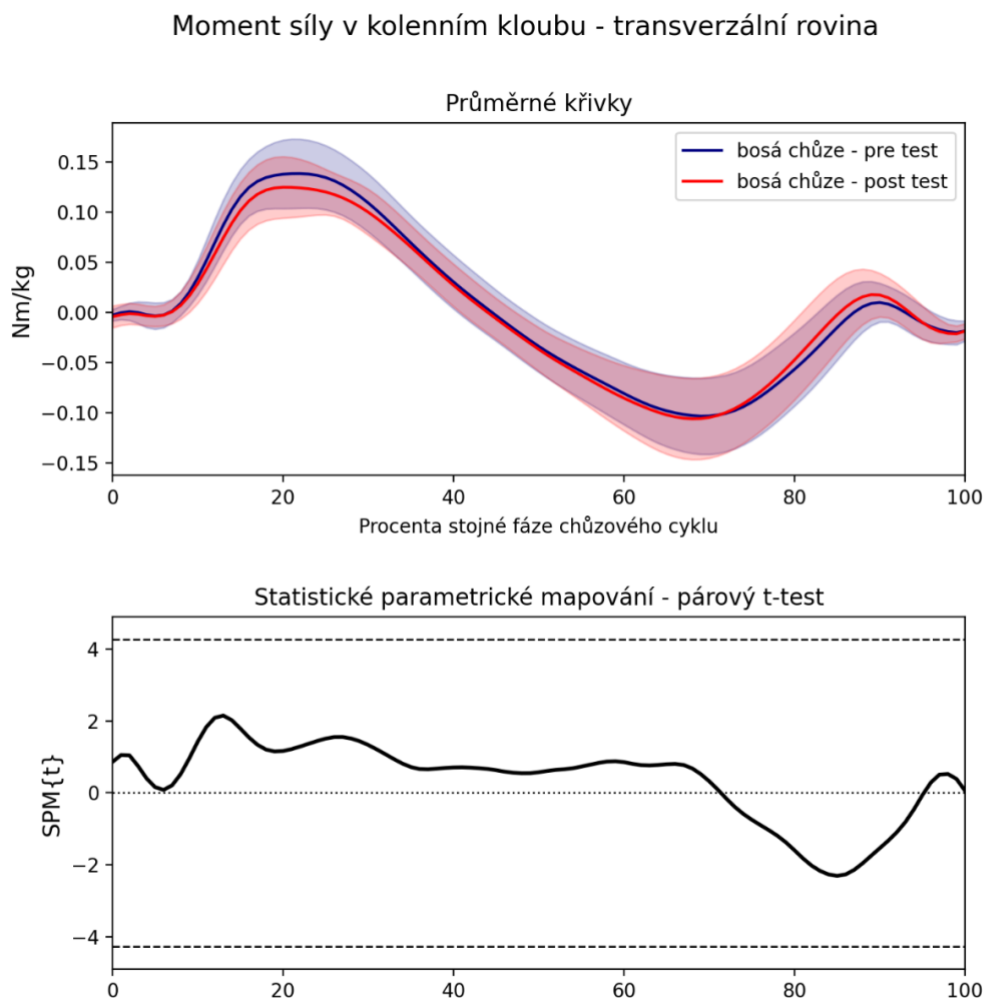 Moment síly v kolenním kloubu - transverzální rovina
Průměrné křivky
bosá chůze - pre test
bosá chůze - post test
Nm/kg
0.15
0.10
0.05
0.00
−0.05
−0.10
−0.15
0 20 40 60 80 100
Procenta stojné fáze chůzového cyklu
Statistické parametrické mapování - párový t-test
SPM{t}
4
2
0
−2
−4
0 20 40 60 80 100